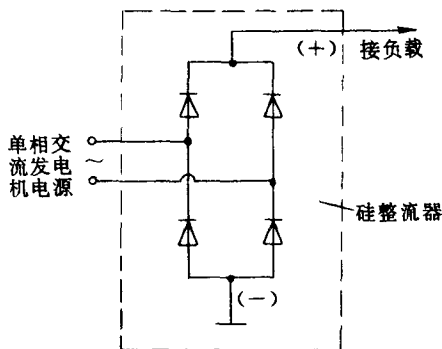 (+) 接负载
单相交
流发电
～
机电源
硅整流器
(—)